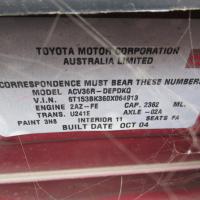 TOYOTA MOTOR CORPORATION
AUSTRALIA LIMITED
CORRESPONDENCE MUST BEAR THESE NUMBERS
MODEL ACV36R-DEPDKQ
V.I.N. 6T153BK360X064913
ENGINE 2AZ-FE CAP. 2362 ML.
TRANS. U241E AXLE -02A
PAINT 3N8 INTERIOR 11 SEATS FA
BUILT DATE OCT 04